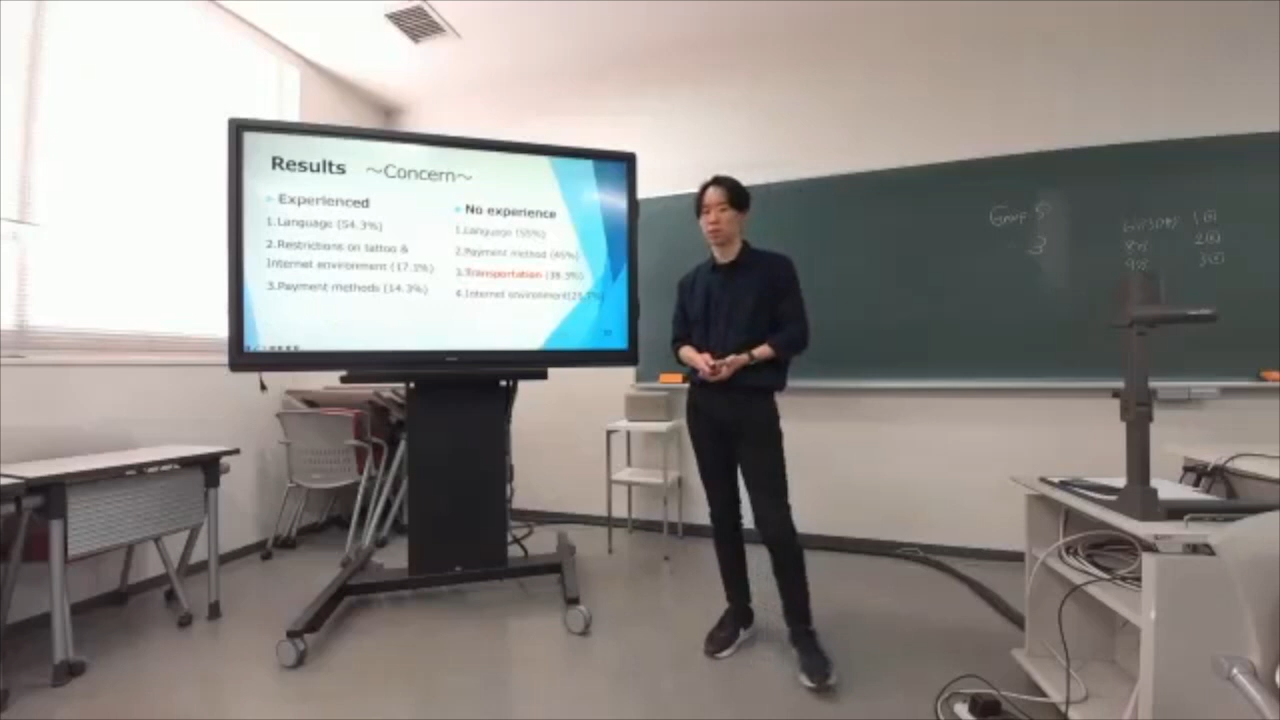 Results ～Concern～
Experienced
1.Language (54.3%)
2.Restrictions on tattoo &
Internet environment (17.1%)
3.Payment methods (14.3%)
No experience
1.Language (55%)
2.Payment method (45%)
3.Transportation (38.3%)
4.Internet environment
Group 5
3